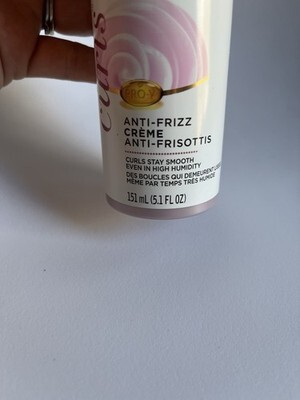 curls
PRO-V
ANTI-FRIZZ
CRÈME
ANTI-FRISOTTIS
CURLS STAY SMOOTH
EVEN IN HIGH HUMIDITY
DES BOUCLES QUI DEMEURENT
MÊME PAR TEMPS TRÈS HUMIDE
151 mL (5.1 FL OZ)